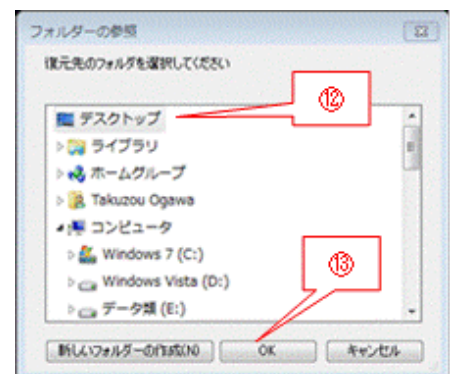 フォルダーの参照
復元先のフォルダを選択してください
⑫
デスクトップ
ライブラリ
ホームグループ
Takuzou Ogawa
コンピュータ
Windows 7 (C:)
⑬
Windows Vista (D:)
データ類 (E:)
新しいフォルダーの作成(N) OK キャンセル